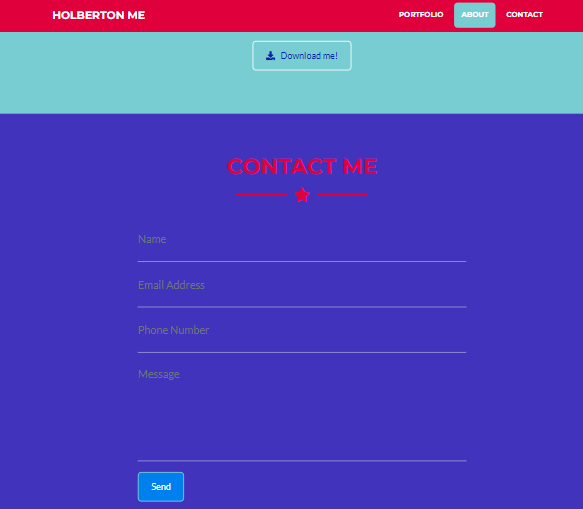 HOLBERTON ME PORTFOLIO ABOUT CONTACT
Download me!
CONTACT ME
Name
Email Address
Phone Number
Message
Send